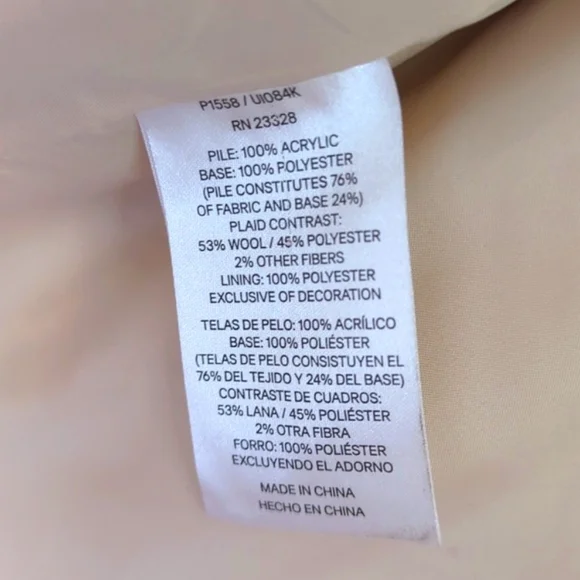 P1558 / U1084K
RN 23328
PILE: 100% ACRYLIC
BASE: 100% POLYESTER
(PILE CONSTITUTES 76%
OF FABRIC AND BASE 24%)
PLAID CONTRAST:
53% WOOL / 45% POLYESTER
2% OTHER FIBERS
LINING: 100% POLYESTER
EXCLUSIVE OF DECORATION
TELAS DE PELO: 100% ACRÍLICO
BASE: 100% POLIÉSTER
(TELAS DE PELO CONSISTUYEN EL
76% DEL TEJIDO Y 24% DEL BASE)
CONTRASTE DE CUADROS:
53% LANA / 45% POLIÉSTER
2% OTRA FIBRA
FORRO: 100% POLIÉSTER
EXCLUYENDO EL ADORNO
MADE IN CHINA
HECHO EN CHINA